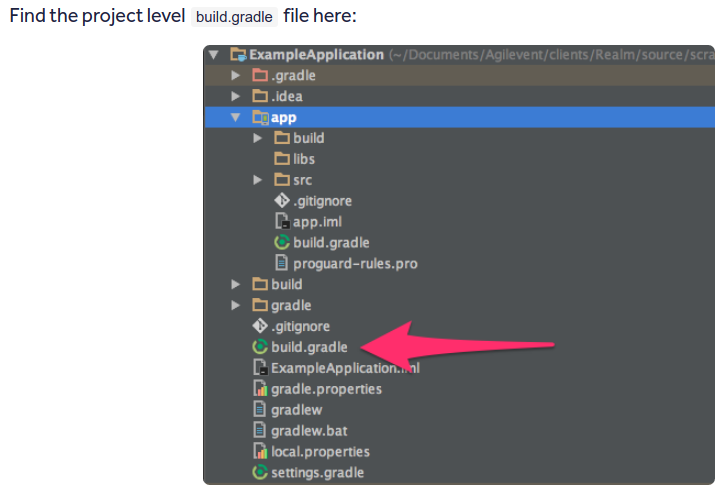 Find the project level build.gradle file here:
ExampleApplication (~/Documents/Agilevent/clients/Realm/source/scra
.gradle
.idea
app
build
libs
src
.gitignore
app.iml
build.gradle
proguard-rules.pro
build
gradle
.gitignore
build.gradle
ExampleApplication.iml
gradle.properties
gradlew
gradlew.bat
local.properties
settings.gradle